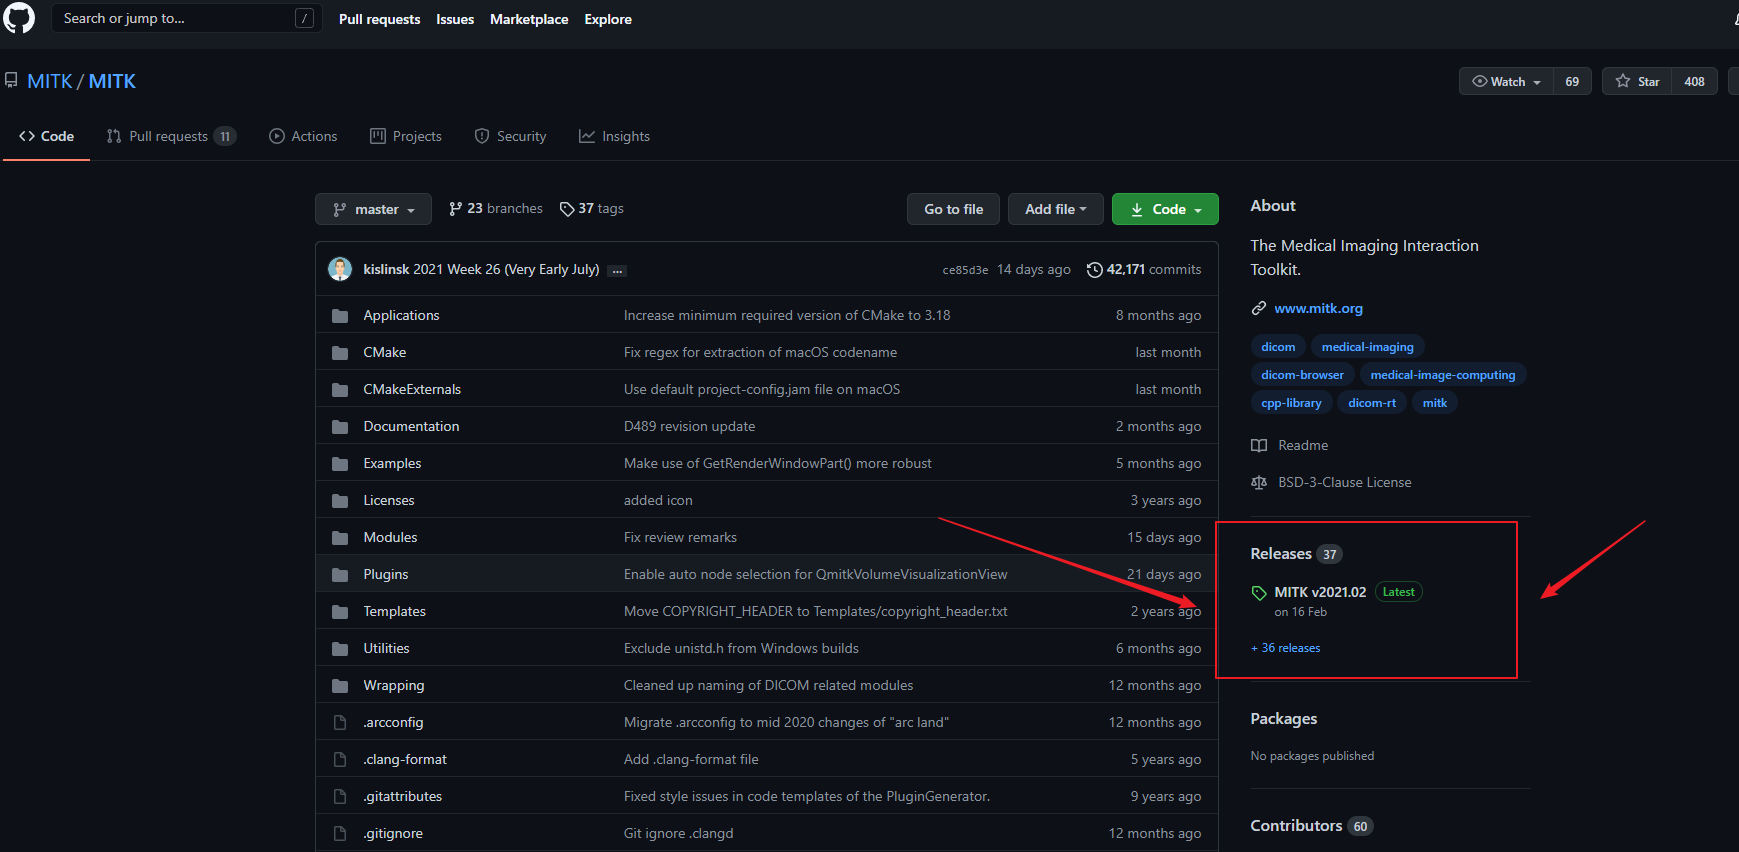 Search or jump to... /
Pull requests Issues Marketplace Explore
MITK / MITK
Watch 69 Star 408
Code Pull requests 11 Actions Projects Security Insights
master 23 branches 37 tags Go to file Add file Code
kislinsk 2021 Week 26 (Very Early July) ... ce85d3e 14 days ago 42,171 commits
Applications Increase minimum required version of CMake to 3.18 8 months ago
CMake Fix regex for extraction of macOS codename last month
CMakeExternals Use default project-config.jam file on macOS last month
Documentation D489 revision update 2 months ago
Examples Make use of GetRenderWindowPart() more robust 5 months ago
Licenses added icon 3 years ago
Modules Fix review remarks 15 days ago
Plugins Enable auto node selection for QmitkVolumeVisualizationView 21 days ago
Templates Move COPYRIGHT_HEADER to Templates/copyright_header.txt 2 years ago
Utilities Exclude unistd.h from Windows builds 6 months ago
Wrapping Cleaned up naming of DICOM related modules 12 months ago
.arcconfig Migrate .arcconfig to mid 2020 changes of "arc land" 12 months ago
.clang-format Add .clang-format file 5 years ago
.gitattributes Fixed style issues in code templates of the PluginGenerator. 9 years ago
.gitignore Git ignore .clangd 12 months ago
About
The Medical Imaging Interaction
Toolkit.
www.mitk.org
dicom medical-imaging
dicom-browser medical-image-computing
cpp-library dicom-rt mitk
Readme
BSD-3-Clause License
Releases 37
MITK v2021.02 Latest
on 16 Feb
+ 36 releases
Packages
No packages published
Contributors 60